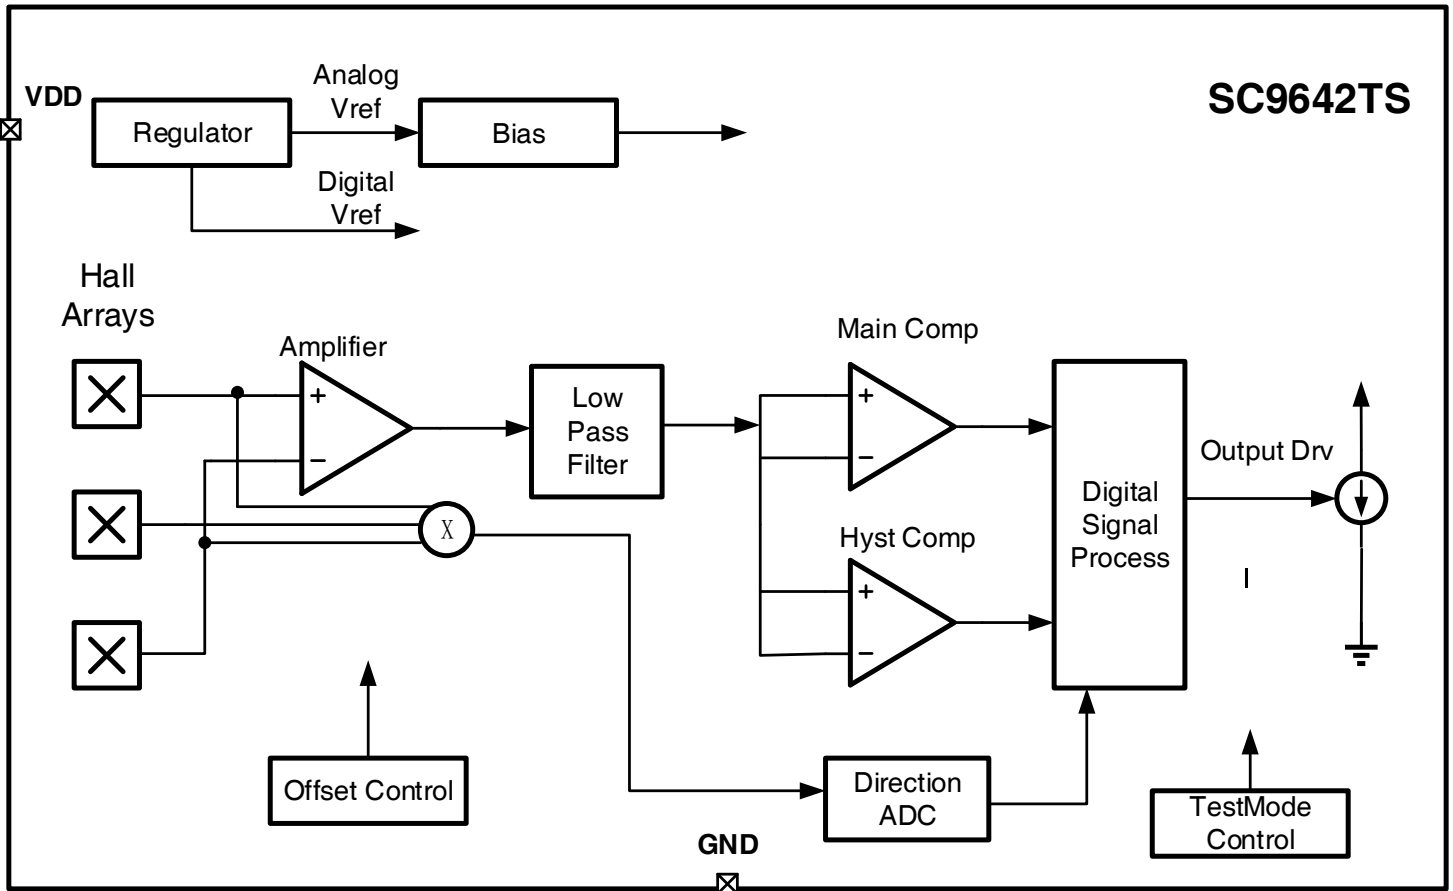 VDD
SC9642TS
Analog
Vref
Regulator
Bias
Digital
Vref
Hall
Arrays
Amplifier
+
−
Low
Pass
Filter
Main Comp
+
−
Hyst Comp
+
−
X
Digital
Signal
Process
Output Drv
I
Offset Control
Direction
ADC
TestMode
Control
GND